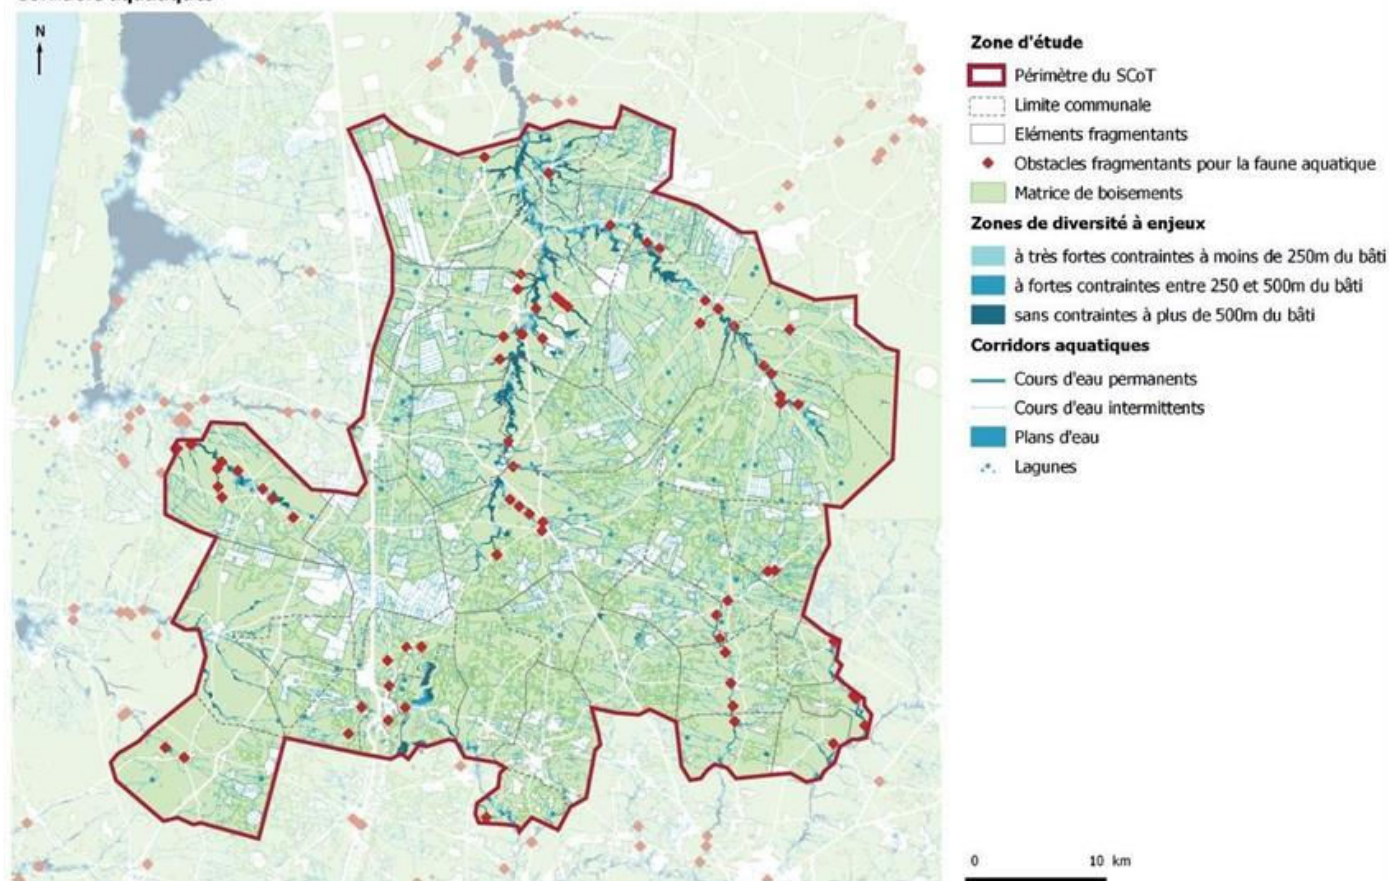 N
Zone d'étude
Périmètre du SCoT
Limite communale
Eléments fragmentants
Obstacles fragmentants pour la faune aquatique
Matrice de boisements
Zones de diversité à enjeux
à très fortes contraintes à moins de 250m du bâti
à fortes contraintes entre 250 et 500m du bâti
sans contraintes à plus de 500m du bâti
Corridors aquatiques
Cours d'eau permanents
Cours d'eau intermittents
Plans d'eau
Lagunes
0 10 km